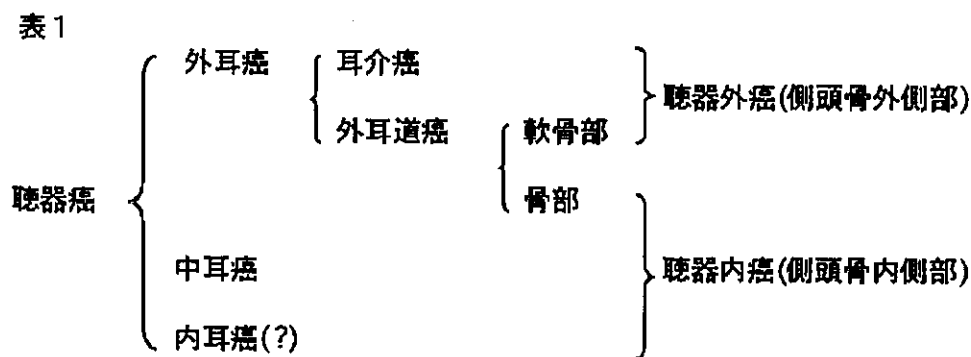 表1
外耳癌 耳介癌
聴器外癌(側頭骨外側部)
外耳道癌 軟骨部
聴器癌 骨部
中耳癌 聴器内癌(側頭骨内側部)
内耳癌(?)